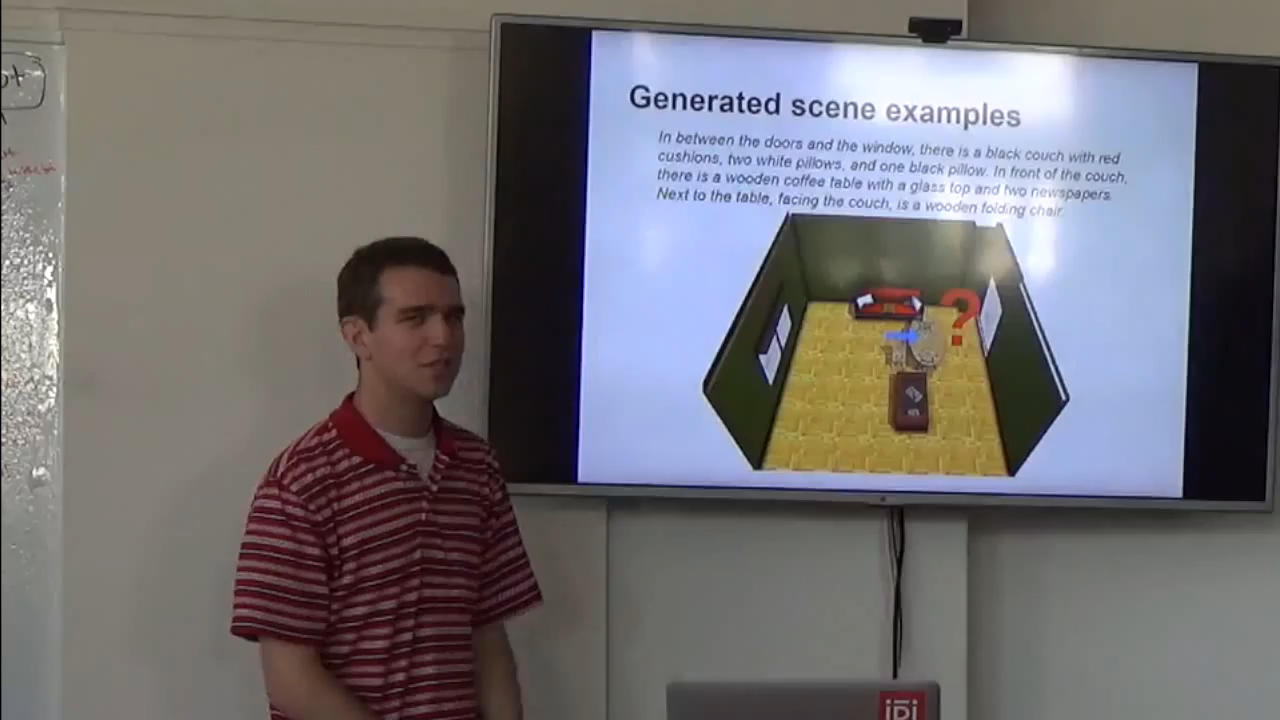 Generated scene examples
In between the doors and the window, there is a black couch with red
cushions, two white pillows, and one black pillow. In front of the couch,
there is a wooden coffee table with a glass top and two newspapers.
Next to the table, facing the couch, is a wooden folding chair.
?